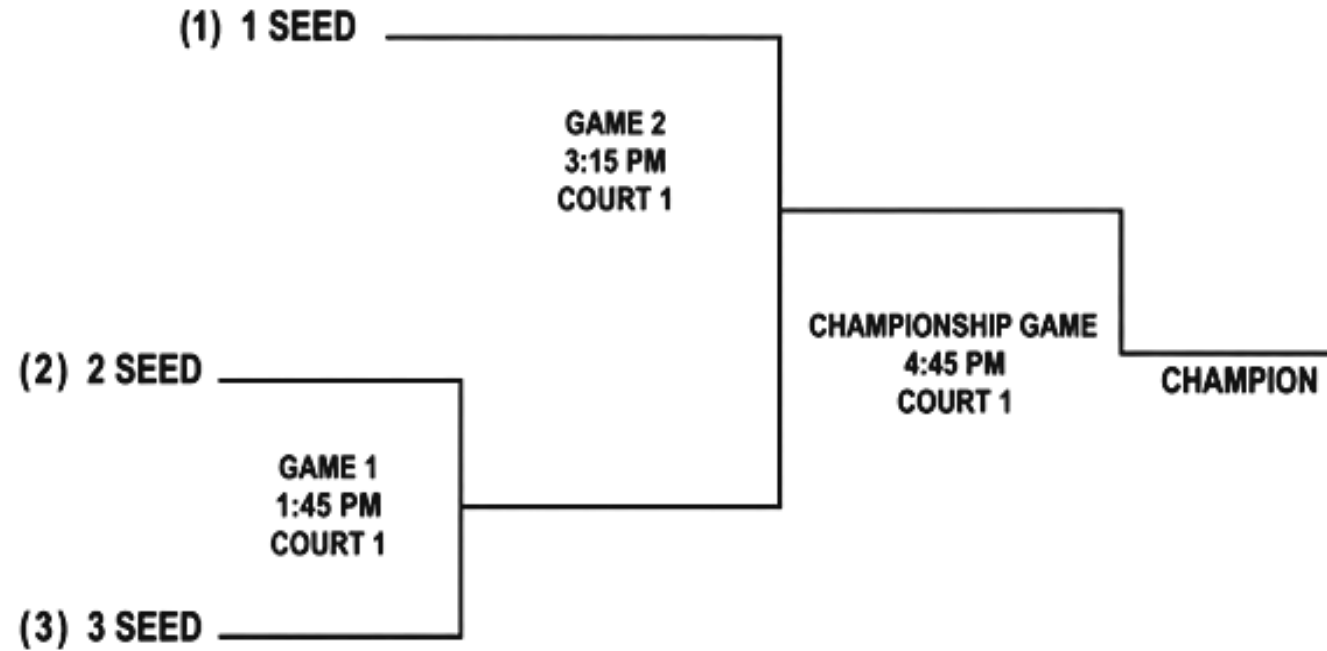 (1) 1 SEED
GAME 2
3:15 PM
COURT 1
(2) 2 SEED
GAME 1
1:45 PM
COURT 1
(3) 3 SEED
CHAMPIONSHIP GAME
4:45 PM
COURT 1
CHAMPION